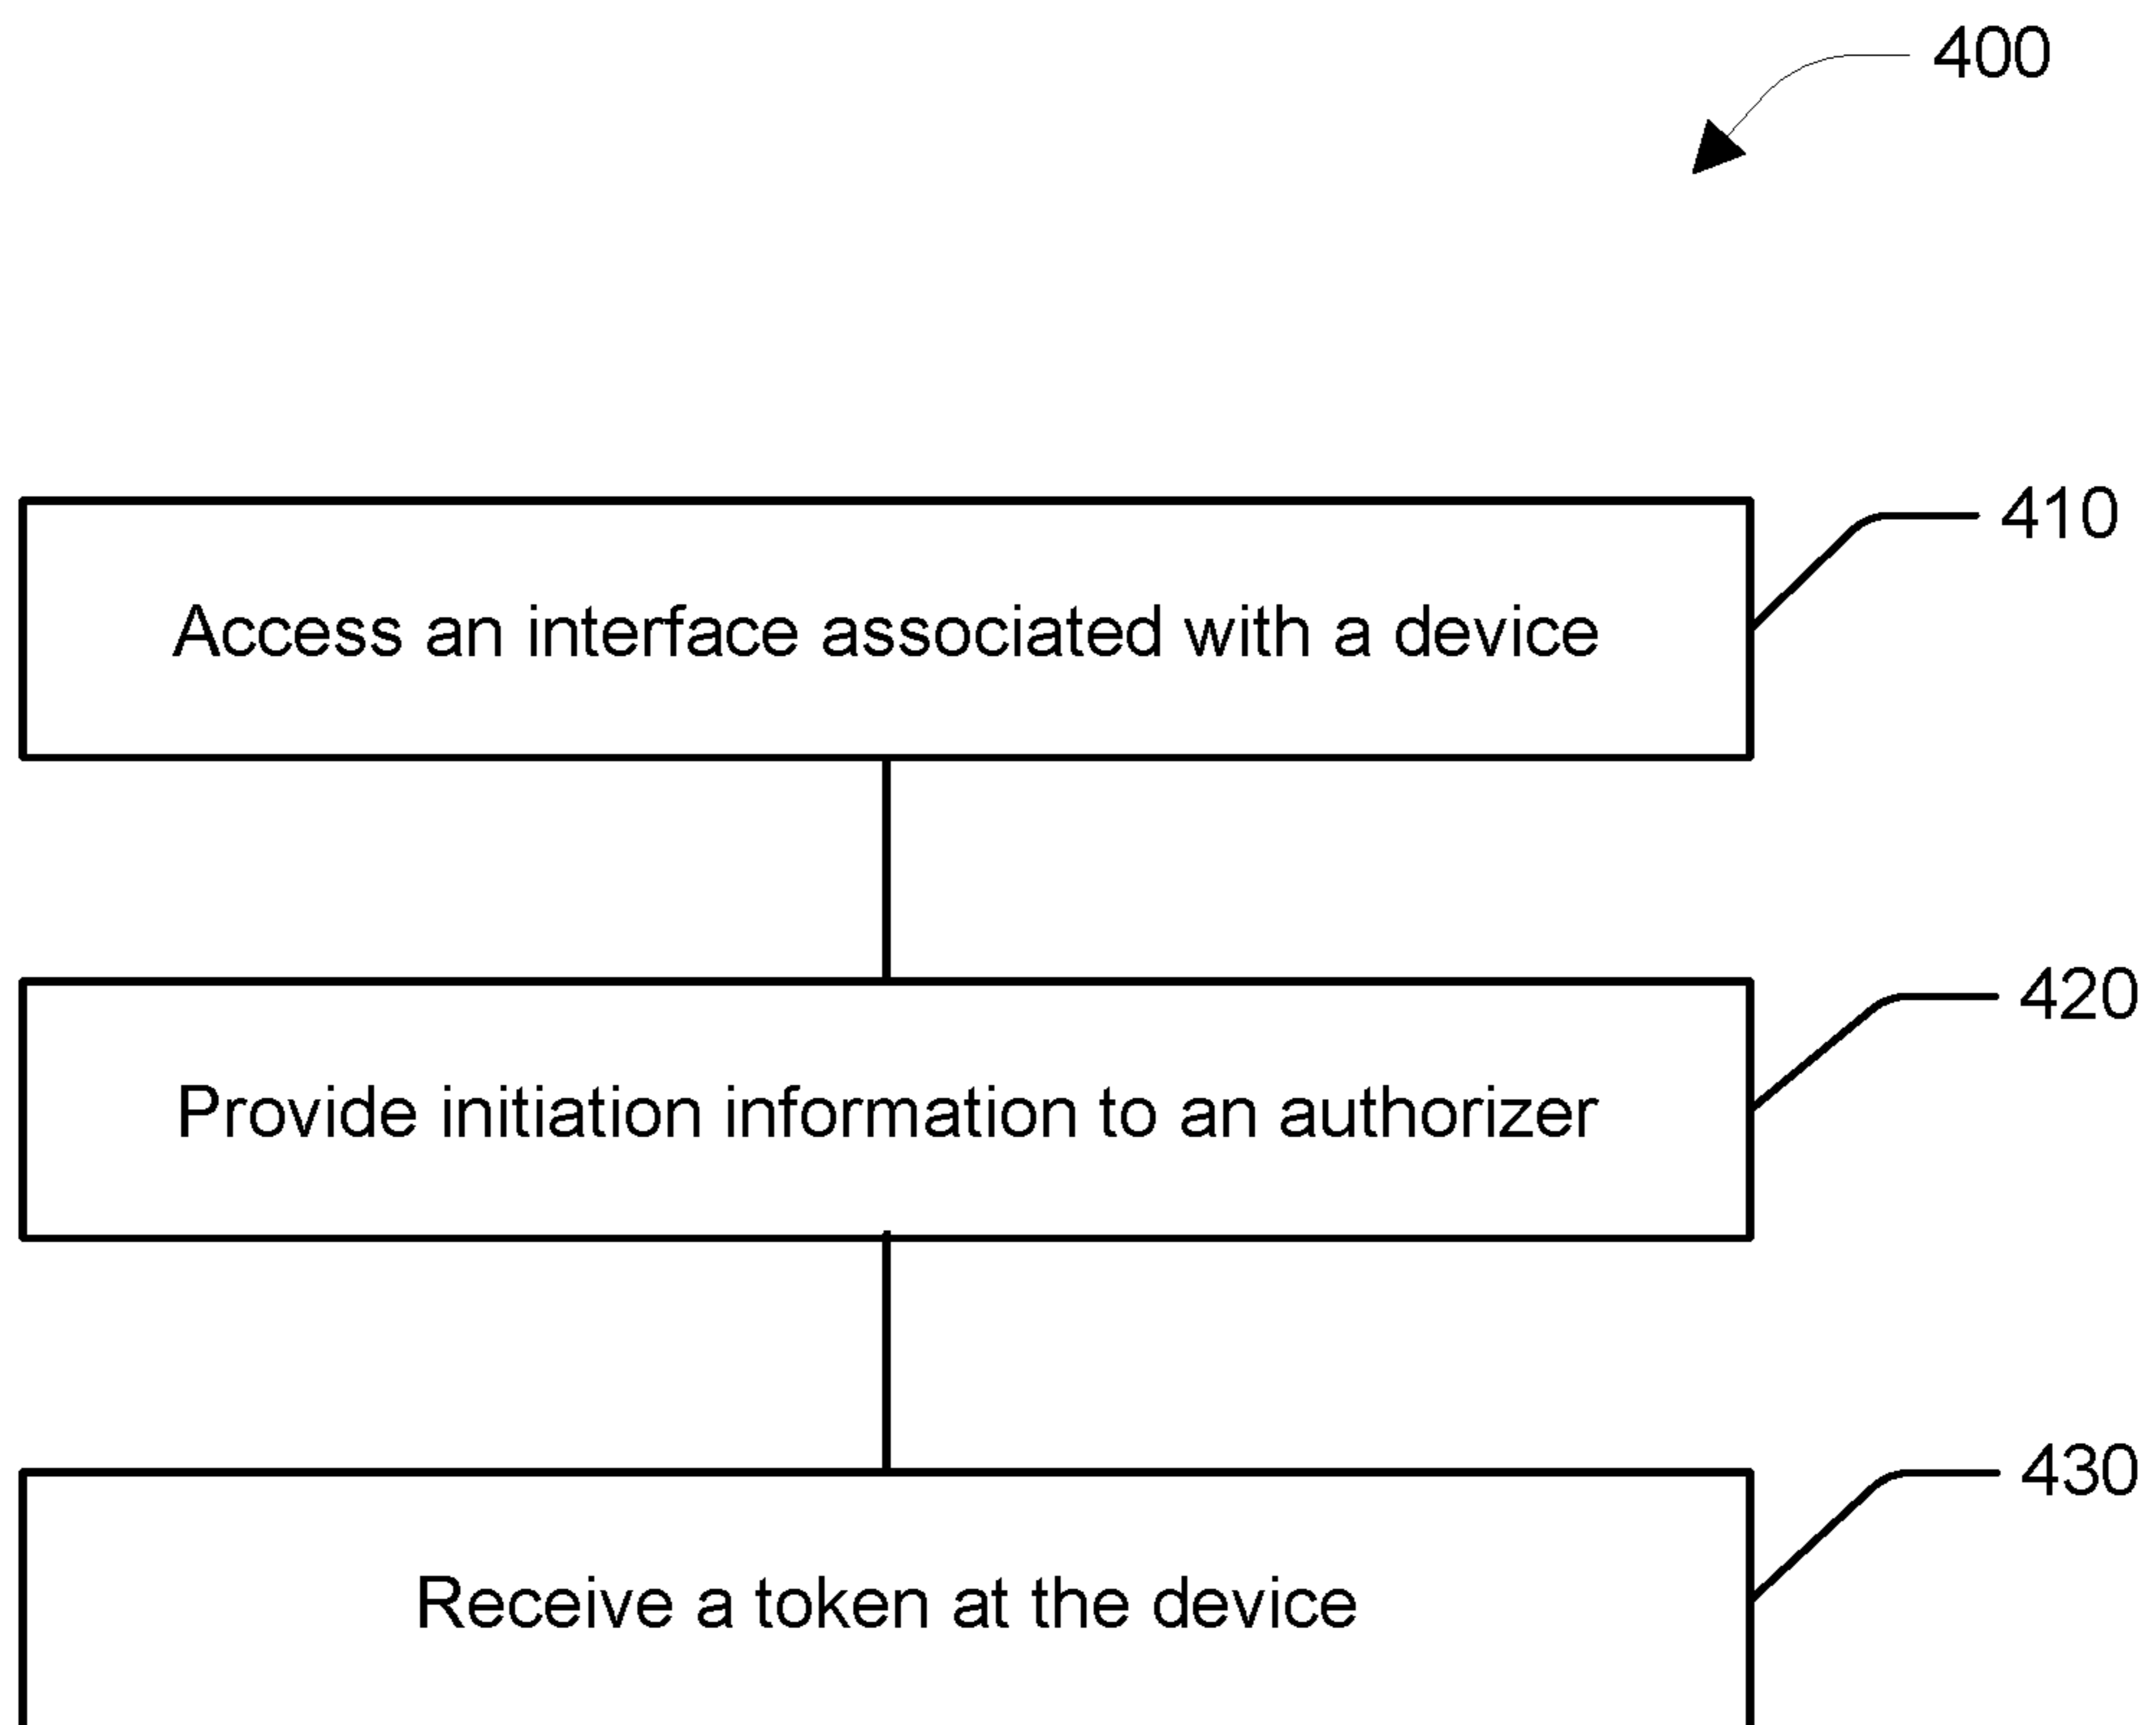 400
410
Access an interface associated with a device
420
Provide initiation information to an authorizer
430
Receive a token at the device